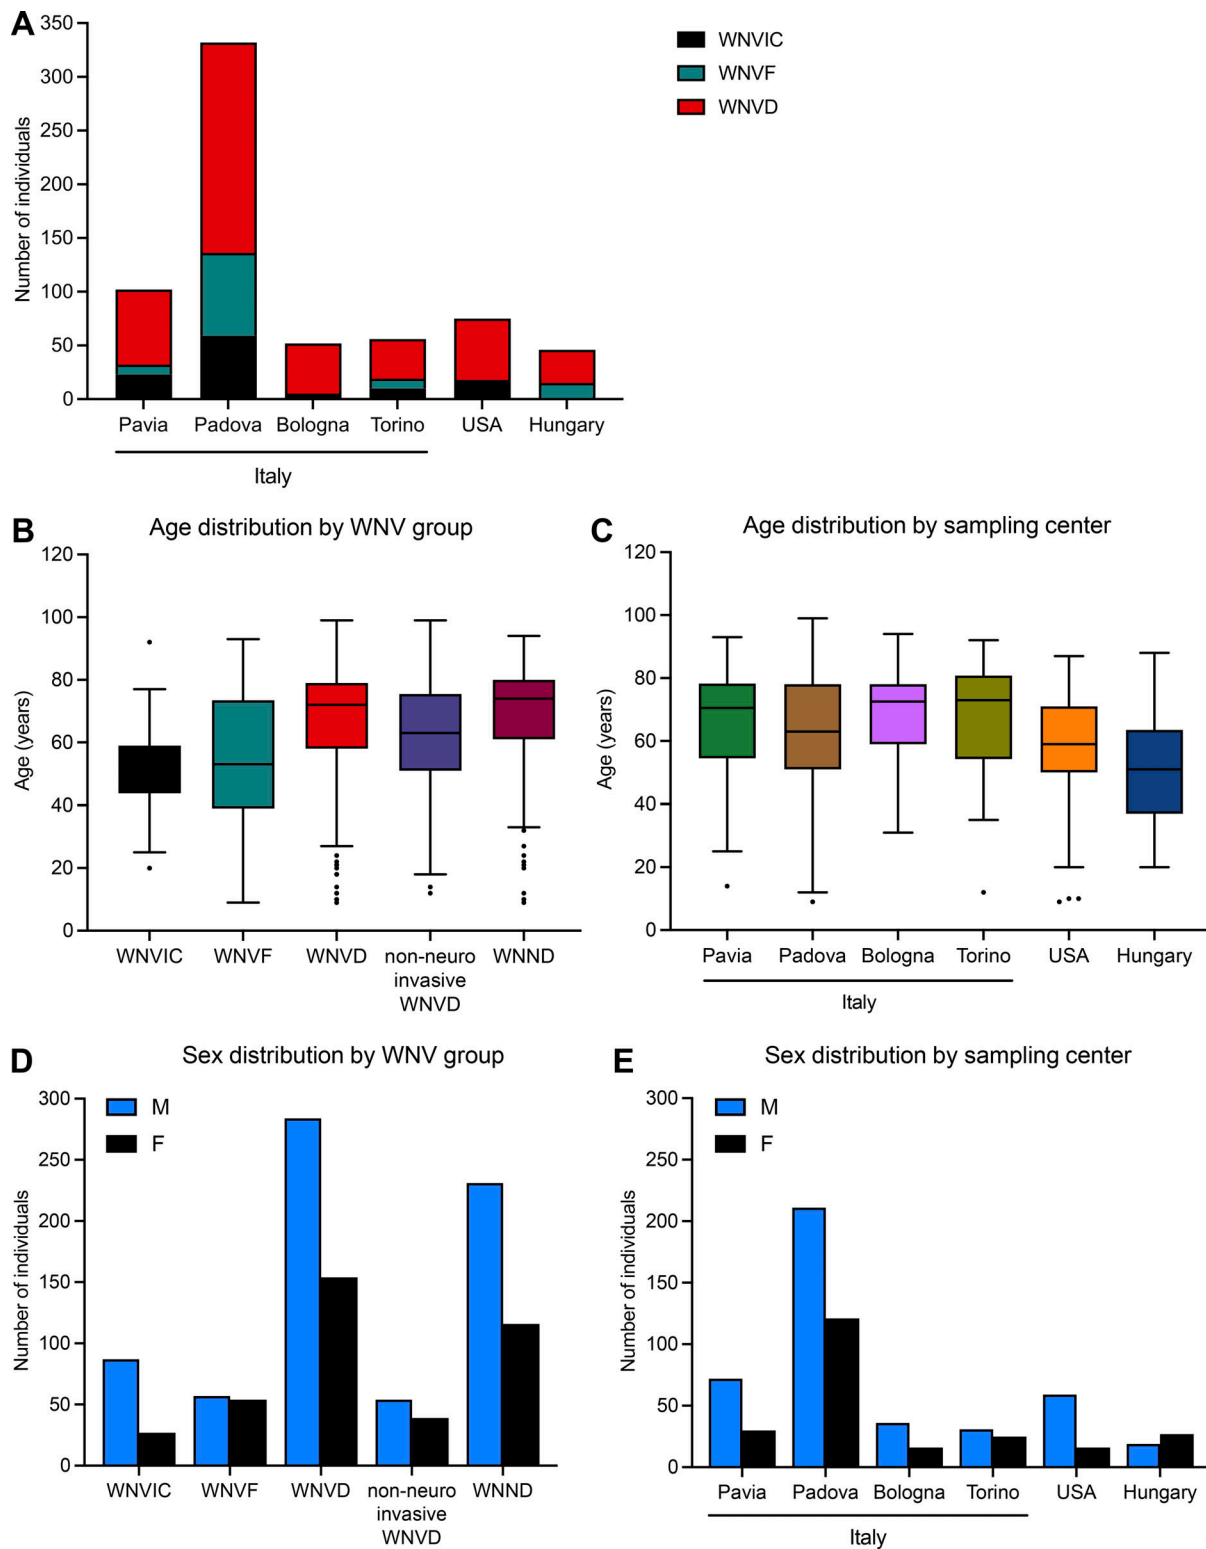 A
350
300
250
200
150
100
50
0
Number of individuals
WNVIC
WNVF
WNVD
Pavia Padova Bologna Torino USA Hungary
Italy
B
Age distribution by WNV group
120
100
80
60
40
20
0
Age (years)
WNVIC WNVF WNVD non-neuro invasive WNVD WNND
C
Age distribution by sampling center
120
100
80
60
40
20
0
Age (years)
Pavia Padova Bologna Torino USA Hungary
Italy
D
Sex distribution by WNV group
M
F
300
250
200
150
100
50
0
Number of individuals
WNVIC WNVF WNVD non-neuro invasive WNVD WNND
E
Sex distribution by sampling center
M
F
300
250
200
150
100
50
0
Number of individuals
Pavia Padova Bologna Torino USA Hungary
Italy